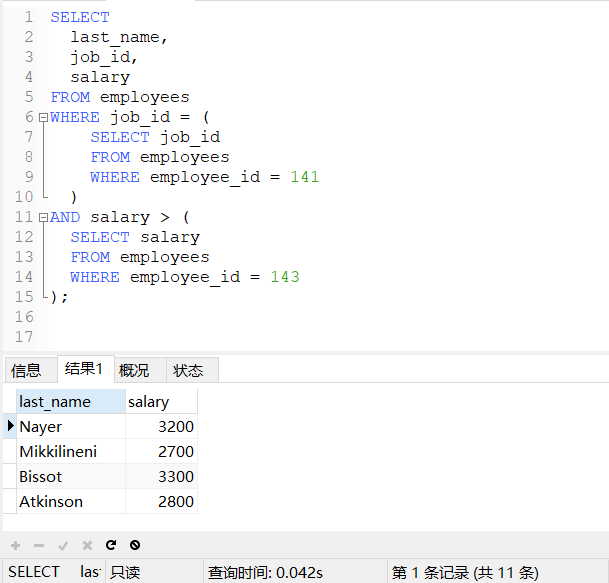 1 SELECT
2 last_name,
3 job_id,
4 salary
5 FROM employees
6 WHERE job_id = (
7 SELECT job_id
8 FROM employees
9 WHERE employee_id = 141
10 )
11 AND salary > (
12 SELECT salary
13 FROM employees
14 WHERE employee_id = 143
15 );
16
17
信息 结果1 概况 状态
last_name salary
Nayer 3200
Mikkilineni 2700
Bissot 3300
Atkinson 2800
SELECT las 只读 查询时间: 0.042s 第 1 条记录 (共 11 条)